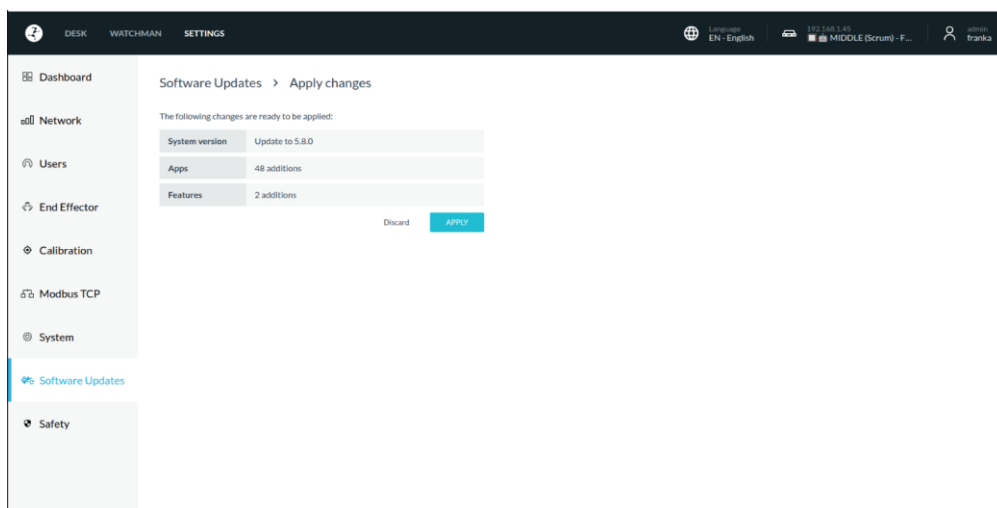 DESK WATCHMAN SETTINGS
Language
EN - English
192.168.1.45
MIDDLE (Scrum) - F...
admin
franka
Dashboard
Network
Users
End Effector
Calibration
Modbus TCP
System
Software Updates
Safety
Software Updates > Apply changes
The following changes are ready to be applied:
System version Update to 5.8.0
Apps 48 additions
Features 2 additions
Discard APPLY